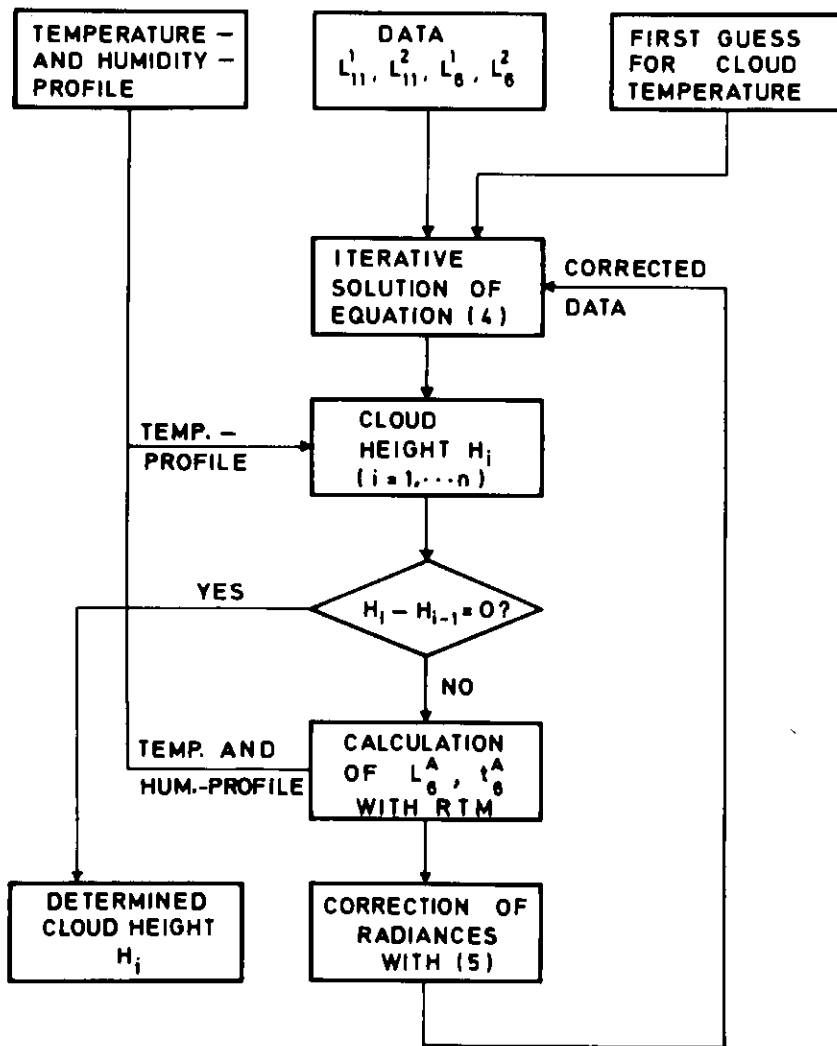 TEMPERATURE –
AND HUMIDITY –
PROFILE
DATA
L¹₁₁, L²₁₁, L¹₆, L²₆
FIRST GUESS
FOR CLOUD
TEMPERATURE
ITERATIVE
SOLUTION OF
EQUATION (4)
CORRECTED
DATA
CLOUD
HEIGHT Hᵢ
(i = 1, ··· n)
TEMP. –
PROFILE
YES
Hᵢ – Hᵢ₋₁ = 0?
NO
TEMP. AND
HUM.-PROFILE
CALCULATION
OF Lᴬ₆, tᴬ₆
WITH RTM
DETERMINED
CLOUD HEIGHT
Hᵢ
CORRECTION OF
RADIANCES
WITH (5)